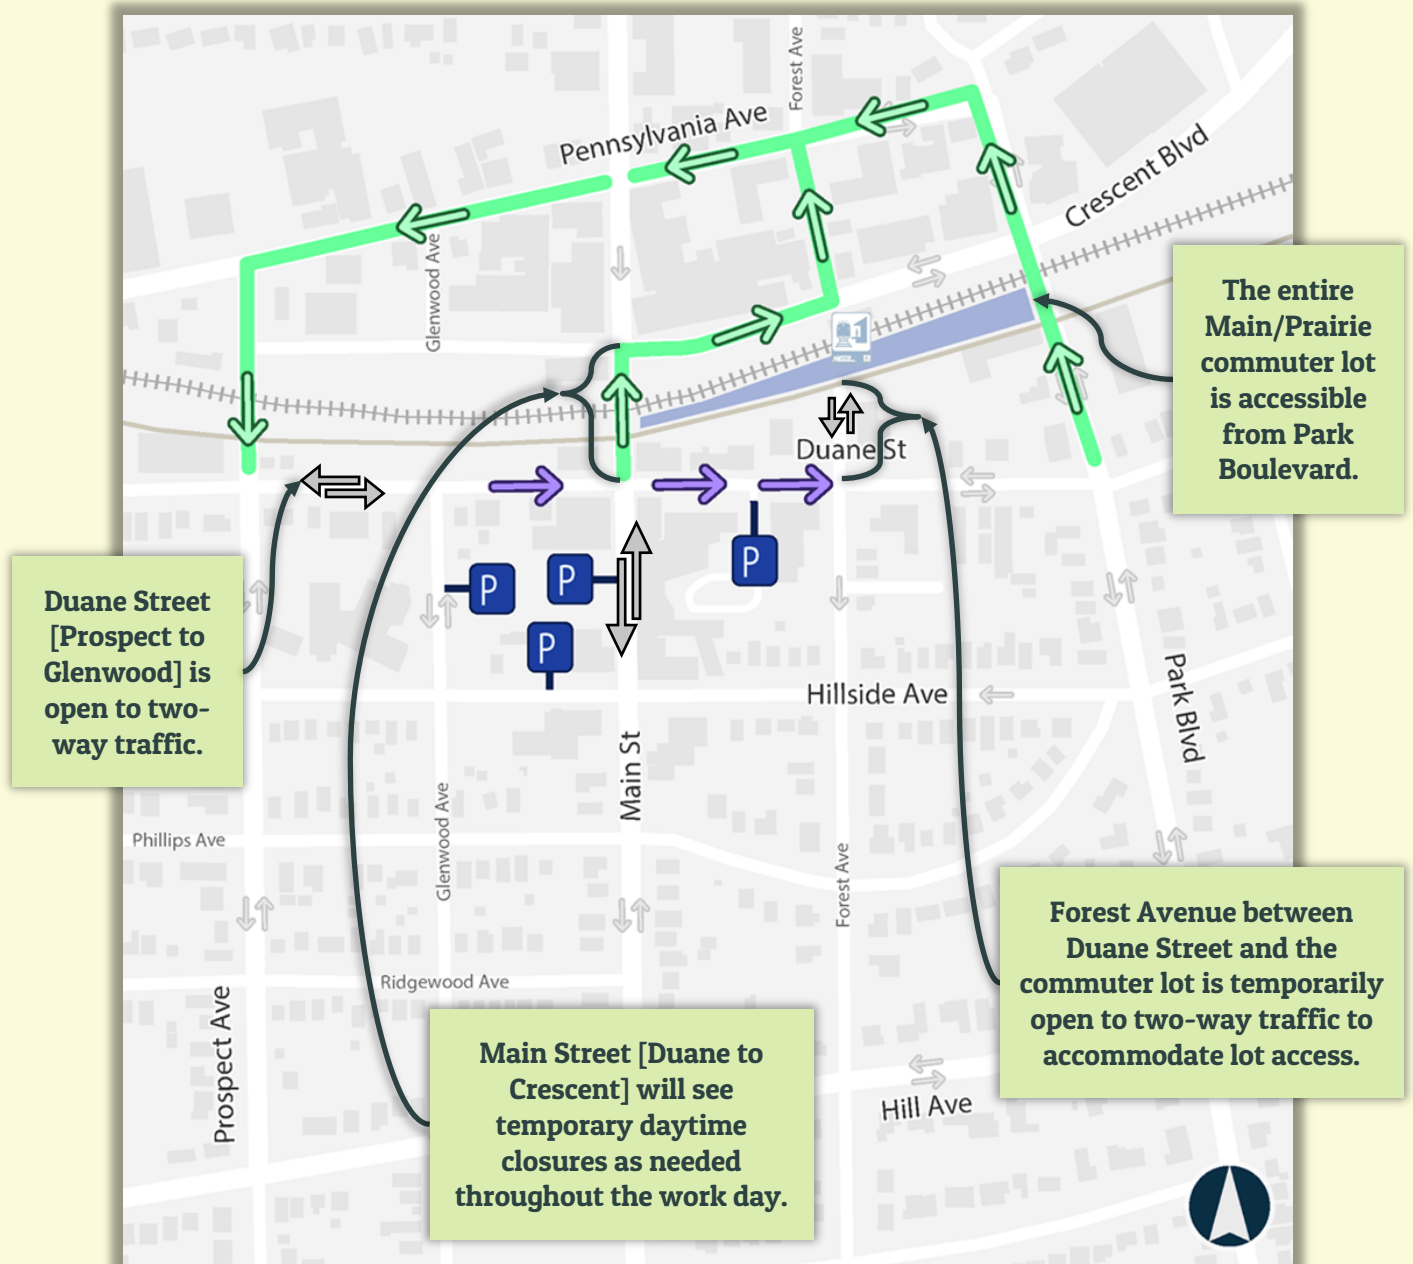 Forest Ave
Pennsylvania Ave
Crescent Blvd
Glenwood Ave
The entire
Main/Prairie
commuter lot
is accessible
from Park
Boulevard.
Duane St
P
P
P
P
Duane Street
[Prospect to
Glenwood] is
open to two-
way traffic.
Hillside Ave
Park Blvd
Main St
Phillips Ave
Glenwood Ave
Forest Ave
Forest Avenue between
Duane Street and the
commuter lot is temporarily
open to two-way traffic to
accommodate lot access.
Ridgewood Ave
Prospect Ave
Main Street [Duane to
Crescent] will see
temporary daytime
closures as needed
throughout the work day.
Hill Ave